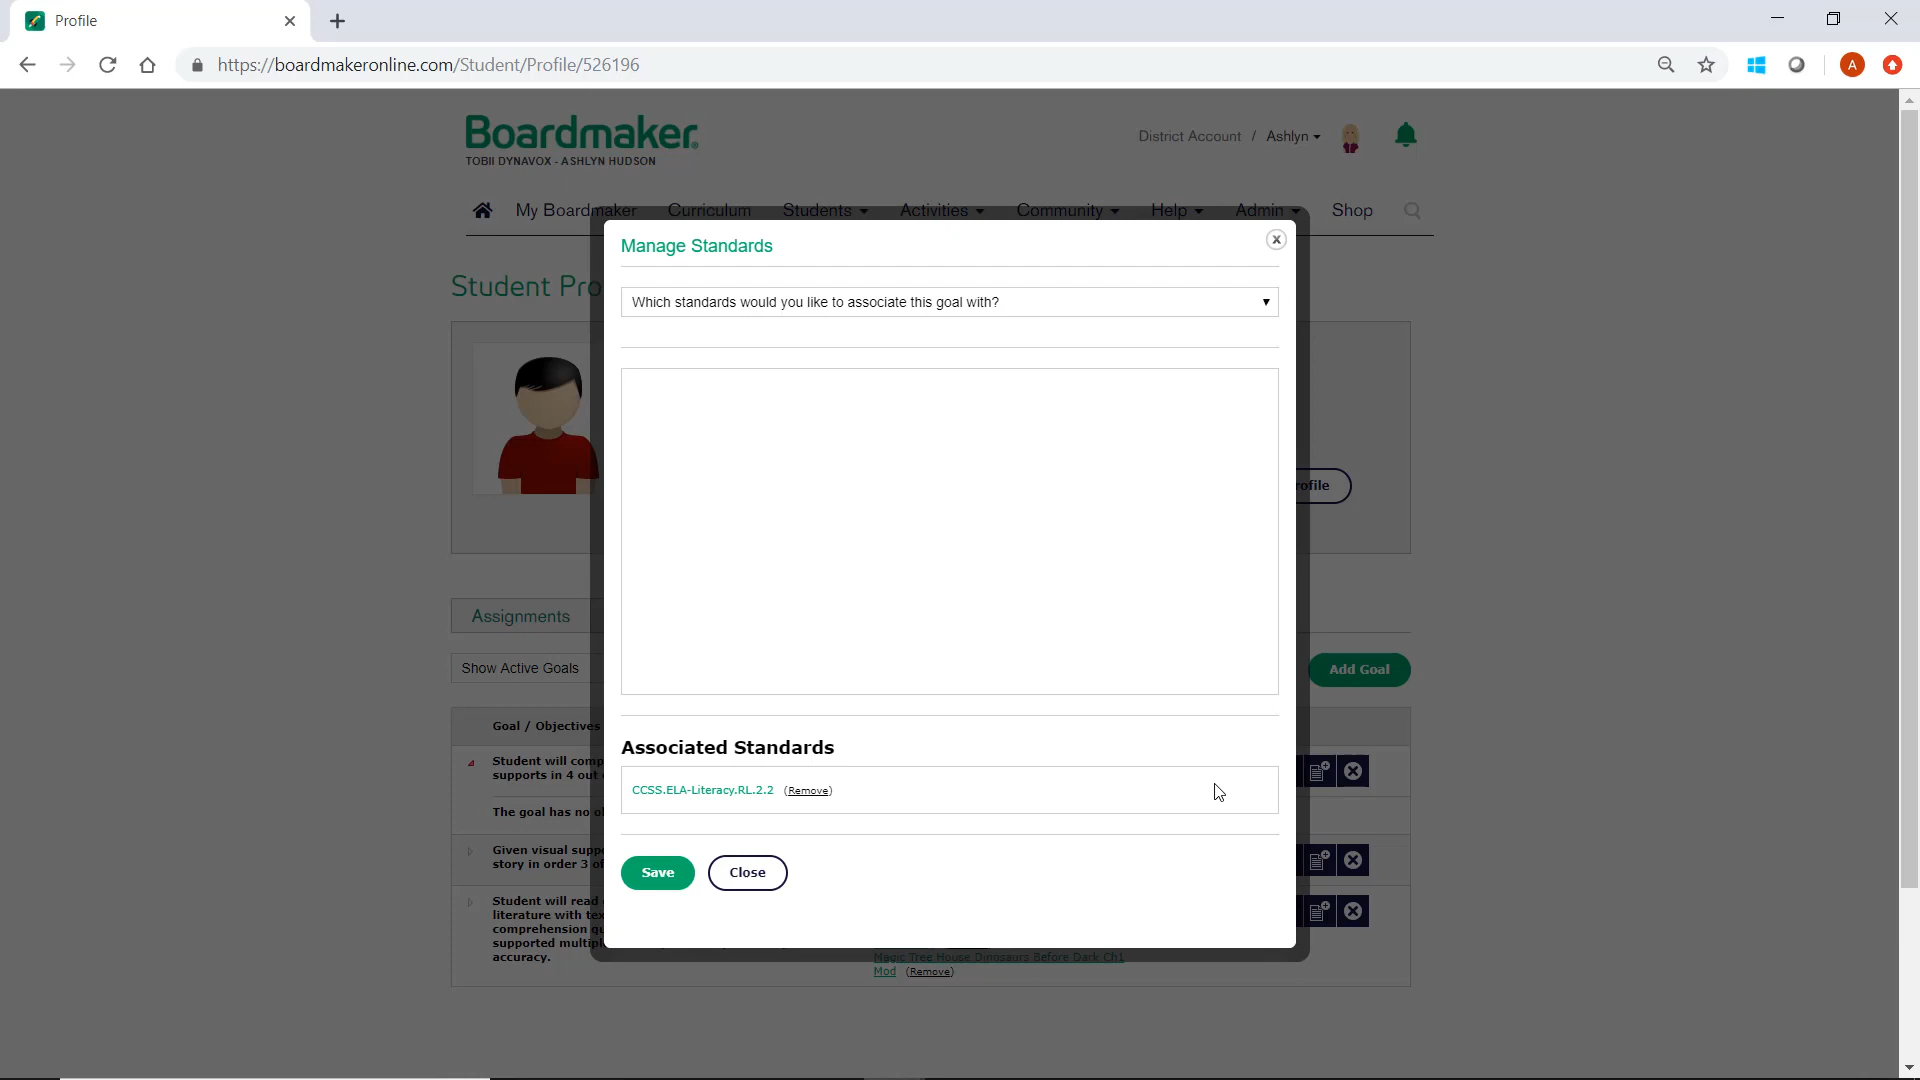 Profile
https://boardmakeronline.com/Student/Profile/526196
A
Boardmaker®
TOBII DYNAVOX - ASHLYN HUDSON
District Account / Ashlyn
My Boardmaker Curriculum Students Activities Community Help Admin Shop
Manage Standards
x
Student Pro
Which standards would you like to associate this goal with?
rofile
Assignments
Show Active Goals
Add Goal
Goal / Objectives
Associated Standards
Student will comp
supports in 4 out
CCSS.ELA-Literacy.RL.2.2 (Remove)
The goal has no o
Given visual supp
story in order 3 of
Save
Close
Student will read
literature with tex
comprehension qu
supported multipl
accuracy.
Magic Tree House Dinosaurs Before Dark Ch1
Mod (Remove)